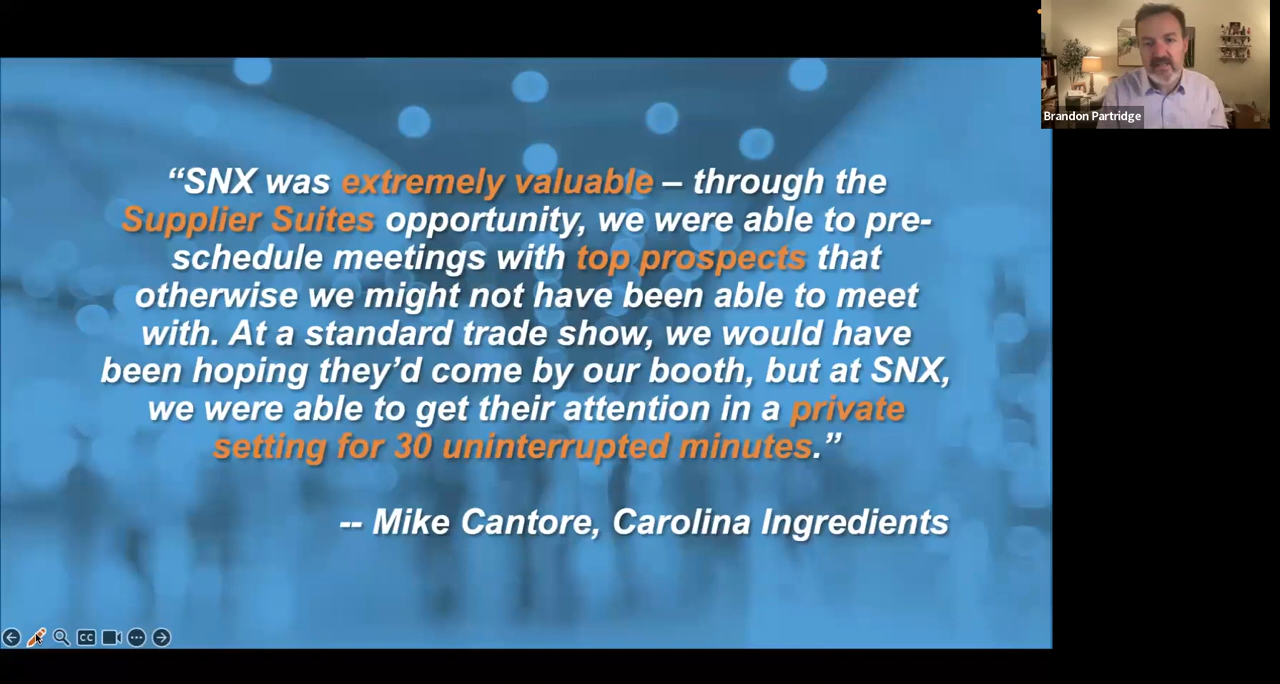 Brandon Partridge
“SNX was extremely valuable – through the
Supplier Suites opportunity, we were able to pre-
schedule meetings with top prospects that
otherwise we might not have been able to meet
with. At a standard trade show, we would have
been hoping they’d come by our booth, but at SNX,
we were able to get their attention in a private
setting for 30 uninterrupted minutes.”
-- Mike Cantore, Carolina Ingredients
CC